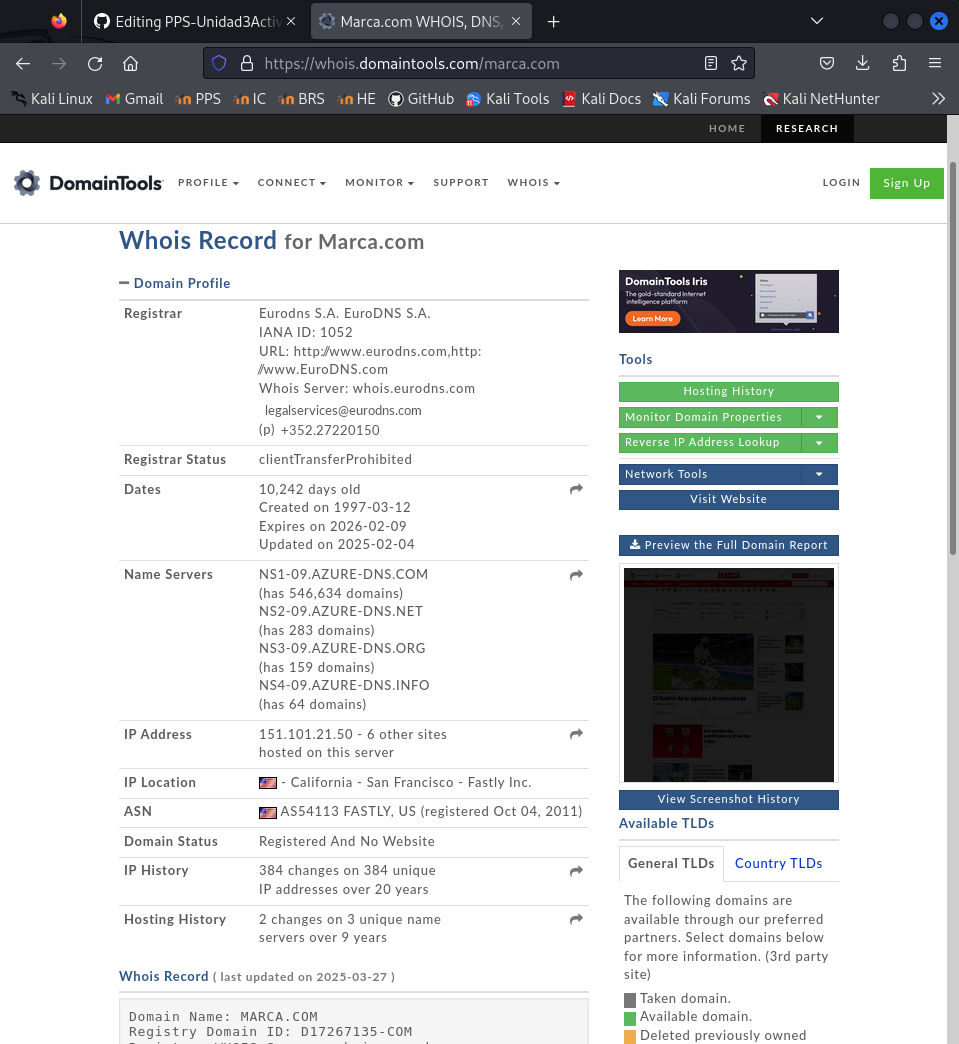 Editing PPS-Unidad3Activ
Marca.com WHOIS, DNS,
https://whois.domaintools.com/marca.com
Kali Linux
Gmail
PPS
IC
BRS
HE
GitHub
Kali Tools
Kali Docs
Kali Forums
Kali NetHunter
HOME
RESEARCH
DomainTools
PROFILE
CONNECT
MONITOR
SUPPORT
WHOIS
LOGIN
Sign Up
Whois Record for Marca.com
Domain Profile
Registrar
Eurodns S.A. EuroDNS S.A.
IANA ID: 1052
URL: http://www.eurodns.com,http:
//www.EuroDNS.com
Whois Server: whois.eurodns.com
legalservices@eurodns.com
(p) +352.27220150
Registrar Status
clientTransferProhibited
Dates
10,242 days old
Created on 1997-03-12
Expires on 2026-02-09
Updated on 2025-02-04
Name Servers
NS1-09.AZURE-DNS.COM
(has 546,634 domains)
NS2-09.AZURE-DNS.NET
(has 283 domains)
NS3-09.AZURE-DNS.ORG
(has 159 domains)
NS4-09.AZURE-DNS.INFO
(has 64 domains)
IP Address
151.101.21.50 - 6 other sites
hosted on this server
IP Location
- California - San Francisco - Fastly Inc.
ASN
AS54113 FASTLY, US (registered Oct 04, 2011)
Domain Status
Registered And No Website
IP History
384 changes on 384 unique
IP addresses over 20 years
Hosting History
2 changes on 3 unique name
servers over 9 years
Whois Record ( last updated on 2025-03-27 )
Domain Name: MARCA.COM
Registry Domain ID: D17267135-COM
DomainTools Iris
The gold-standard Internet
intelligence platform
Learn More
Tools
Hosting History
Monitor Domain Properties
Reverse IP Address Lookup
Network Tools
Visit Website
Preview the Full Domain Report
MARCA
View Screenshot History
Available TLDs
General TLDs
Country TLDs
The following domains are
available through our preferred
partners. Select domains below
for more information. (3rd party
site)
Taken domain.
Available domain.
Deleted previously owned